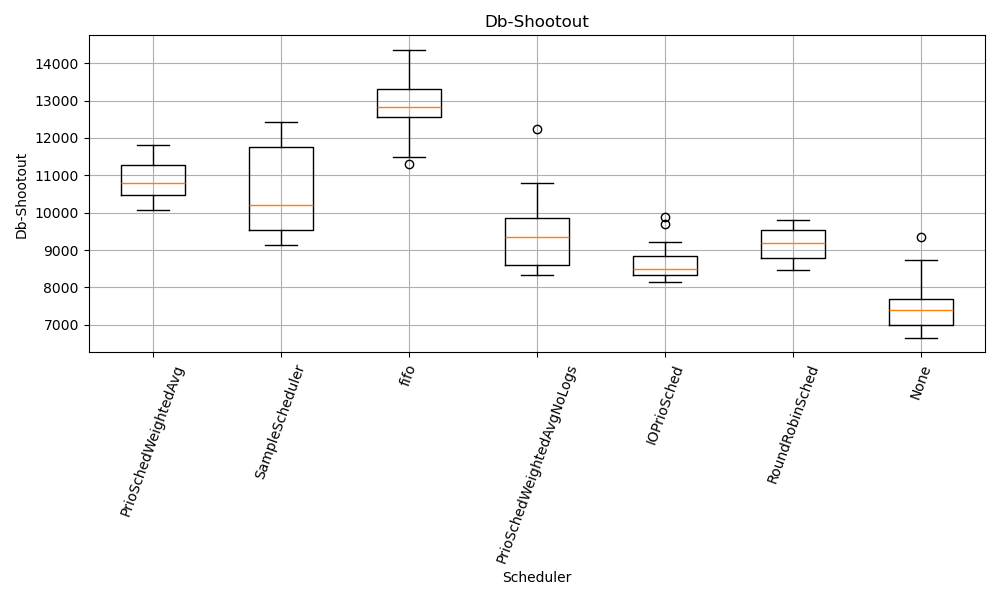 Db-Shootout
Db-Shootout
14000
13000
12000
11000
10000
9000
8000
7000
PrioSchedWeightedAvg
SampleScheduler
fifo
PrioSchedWeightedAvgNoLogs
IOPrioSched
RoundRobinSched
None
Scheduler